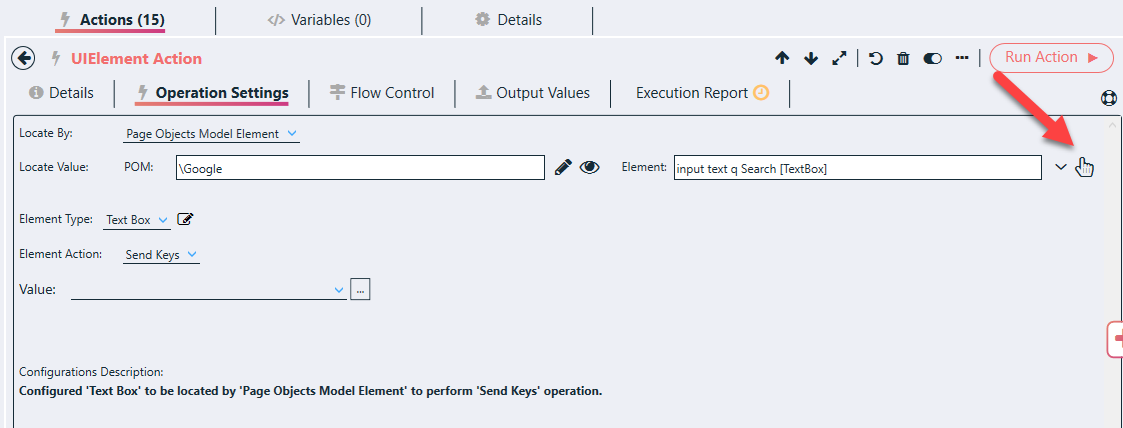 Actions (15) Variables (0) Details
UIElement Action Run Action
Details Operation Settings Flow Control Output Values Execution Report
Locate By: Page Objects Model Element
Locate Value: POM: \Google Element: input text q Search [TextBox]
Element Type: Text Box
Element Action: Send Keys
Value: ...
Configurations Description:
Configured 'Text Box' to be located by 'Page Objects Model Element' to perform 'Send Keys' operation.